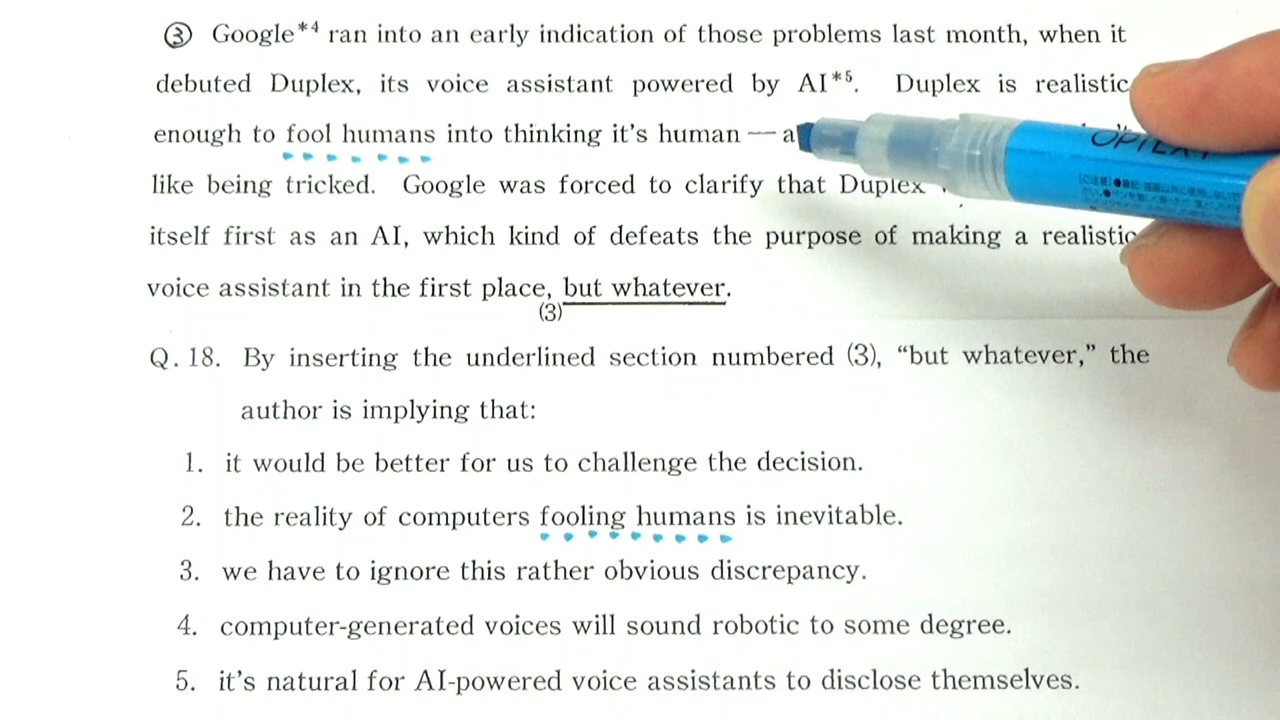 ③ Google*4 ran into an early indication of those problems last month, when it
debuted Duplex, its voice assistant powered by AI*5. Duplex is realistic
enough to fool humans into thinking it's human — a
like being tricked. Google was forced to clarify that Duplex
itself first as an AI, which kind of defeats the purpose of making a realistic
voice assistant in the first place, but whatever.
(3)
Q. 18. By inserting the underlined section numbered (3), “but whatever,” the
author is implying that:
1. it would be better for us to challenge the decision.
2. the reality of computers fooling humans is inevitable.
3. we have to ignore this rather obvious discrepancy.
4. computer-generated voices will sound robotic to some degree.
5. it's natural for AI-powered voice assistants to disclose themselves.